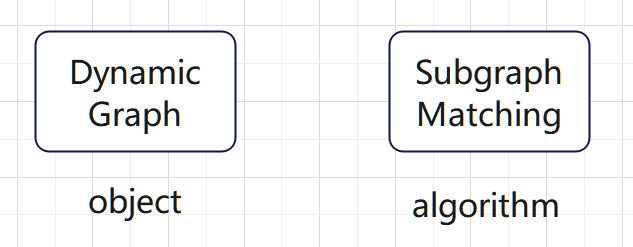 Dynamic
Graph
object
Subgraph
Matching
algorithm